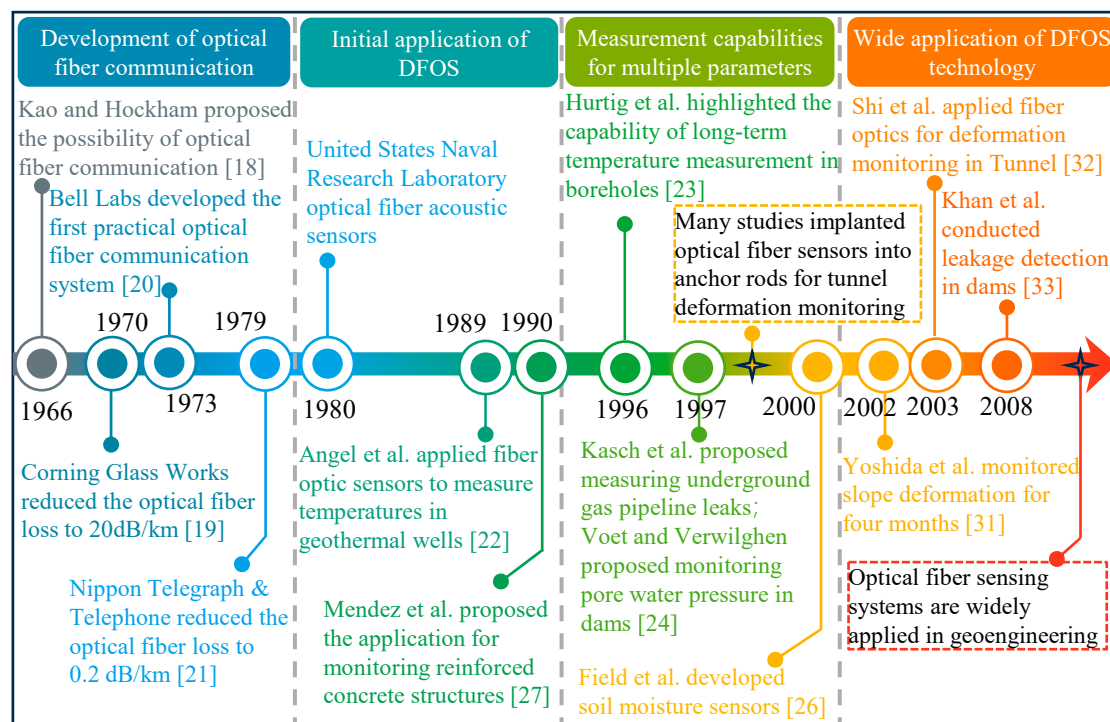 Development of optical
fiber communication
Initial application of
DFOS
Measurement capabilities
for multiple parameters
Wide application of DFOS
technology
Kao and Hockham proposed
the possibility of optical
fiber communication [18]
Bell Labs developed the
first practical optical
fiber communication
system [20]
United States Naval
Research Laboratory
optical fiber acoustic
sensors
Hurtig et al. highlighted the
capability of long-term
temperature measurement in
boreholes [23]
Many studies implanted
optical fiber sensors into
anchor rods for tunnel
deformation monitoring
Shi et al. applied fiber
optics for deformation
monitoring in Tunnel [32]
Khan et al.
conducted
leakage detection
in dams [33]
1966
1970
1973
1979
1980
1989
1990
1996
1997
2000
2002
2003
2008
Corning Glass Works
reduced the optical fiber
loss to 20dB/km [19]
Nippon Telegraph &
Telephone reduced the
optical fiber loss to
0.2 dB/km [21]
Angel et al. applied fiber
optic sensors to measure
temperatures in
geothermal wells [22]
Mendez et al. proposed
the application for
monitoring reinforced
concrete structures [27]
Kasch et al. proposed
measuring underground
gas pipeline leaks;
Voet and Verwilghen
proposed monitoring
pore water pressure in
dams [24]
Field et al. developed
soil moisture sensors [26]
Yoshida et al. monitored
slope deformation for
four months [31]
Optical fiber sensing
systems are widely
applied in geoengineering